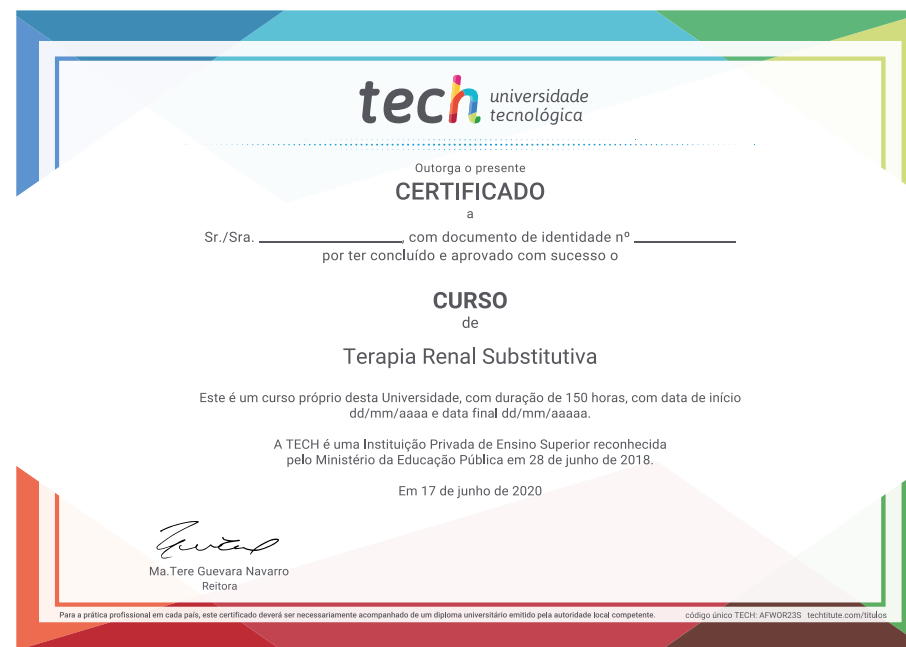 tech universidade
tecnológica
Outorga o presente
CERTIFICADO
a
Sr./Sra. __________________, com documento de identidade nº _____________
por ter concluído e aprovado com sucesso o
CURSO
de
Terapia Renal Substitutiva
Este é um curso próprio desta Universidade, com duração de 150 horas, com data de início
dd/mm/aaaa e data final dd/mm/aaaaa.
A TECH é uma Instituição Privada de Ensino Superior reconhecida
pelo Ministério da Educação Pública em 28 de junho de 2018.
Em 17 de junho de 2020
Ma.Tere Guevara Navarro
Reitora
Para a prática profissional em cada país, este certificado deverá ser necessariamente acompanhado de um diploma universitário emitido pela autoridade local competente. código único TECH: AFWOR23S techtitute.com/titulos